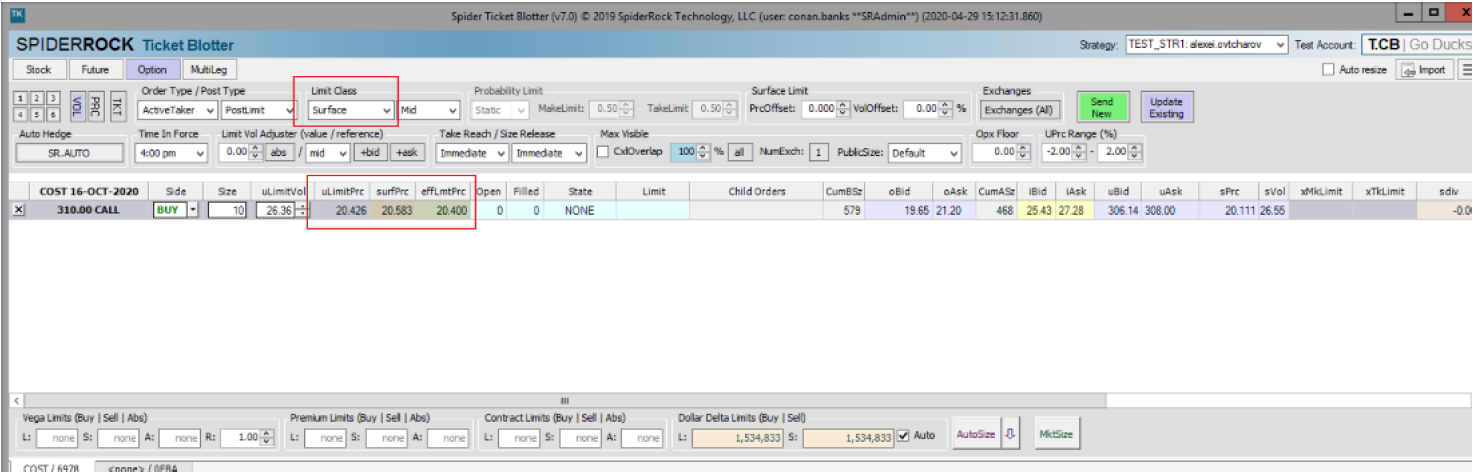 TK Spider Ticket Blotter (v7.0) © 2019 SpiderRock Technology, LLC (user: conan.banks **SRAdmin**) (2020-04-29 15:12:31.860)
SPIDERROCK Ticket Blotter Strategy: TEST_STR1: alexei.ovtcharov Test Account: T.CB | Go Ducks
Stock Future Option MultiLeg Auto resize Import
Order Type / Post Type Limit Class Probability Limit Surface Limit Exchanges
1 2 3 VOL PRC TKT ActiveTaker PostLimit Surface Mid Static MakeLimit: 0.50 TakeLimit 0.50 PrcOffset: 0.000 VolOffset: 0.00 % Exchanges (All) Send New Update Existing
4 5 6
Auto Hedge Time In Force Limit Vol Adjuster (value / reference) Take Reach / Size Release Max Visible Opx Floor UPrc Range (%)
SR.AUTO 4:00 pm 0.00 abs / mid +bid +ask Immediate Immediate CxlOverlap 100 % all NumExch: 1 PublicSize: Default 0.00 -2.00 - 2.00
COST 16-OCT-2020 Side Size uLimitVol uLimitPrc surfPrc effLmtPrc Open Filled State Limit Child Orders CumBSz oBid oAsk CumASz iBid iAsk uBid uAsk sPrc sVol xMkLimit xTkLimit sdiv
X 310.00 CALL BUY 10 26.36 20.426 20.583 20.400 0 0 NONE 579 19.65 21.20 468 25.43 27.28 306.14 308.00 20.111 26.55 -0.00
Vega Limits (Buy | Sell | Abs) Premium Limits (Buy | Sell | Abs) Contract Limits (Buy | Sell | Abs) Dollar Delta Limits (Buy | Sell)
L: none S: none A: none R: 1.00 L: none S: none A: none L: none S: none A: none L: 1,534,833 S: 1,534,833 Auto AutoSize MktSize
COST / 6978 <none> / 0FBA